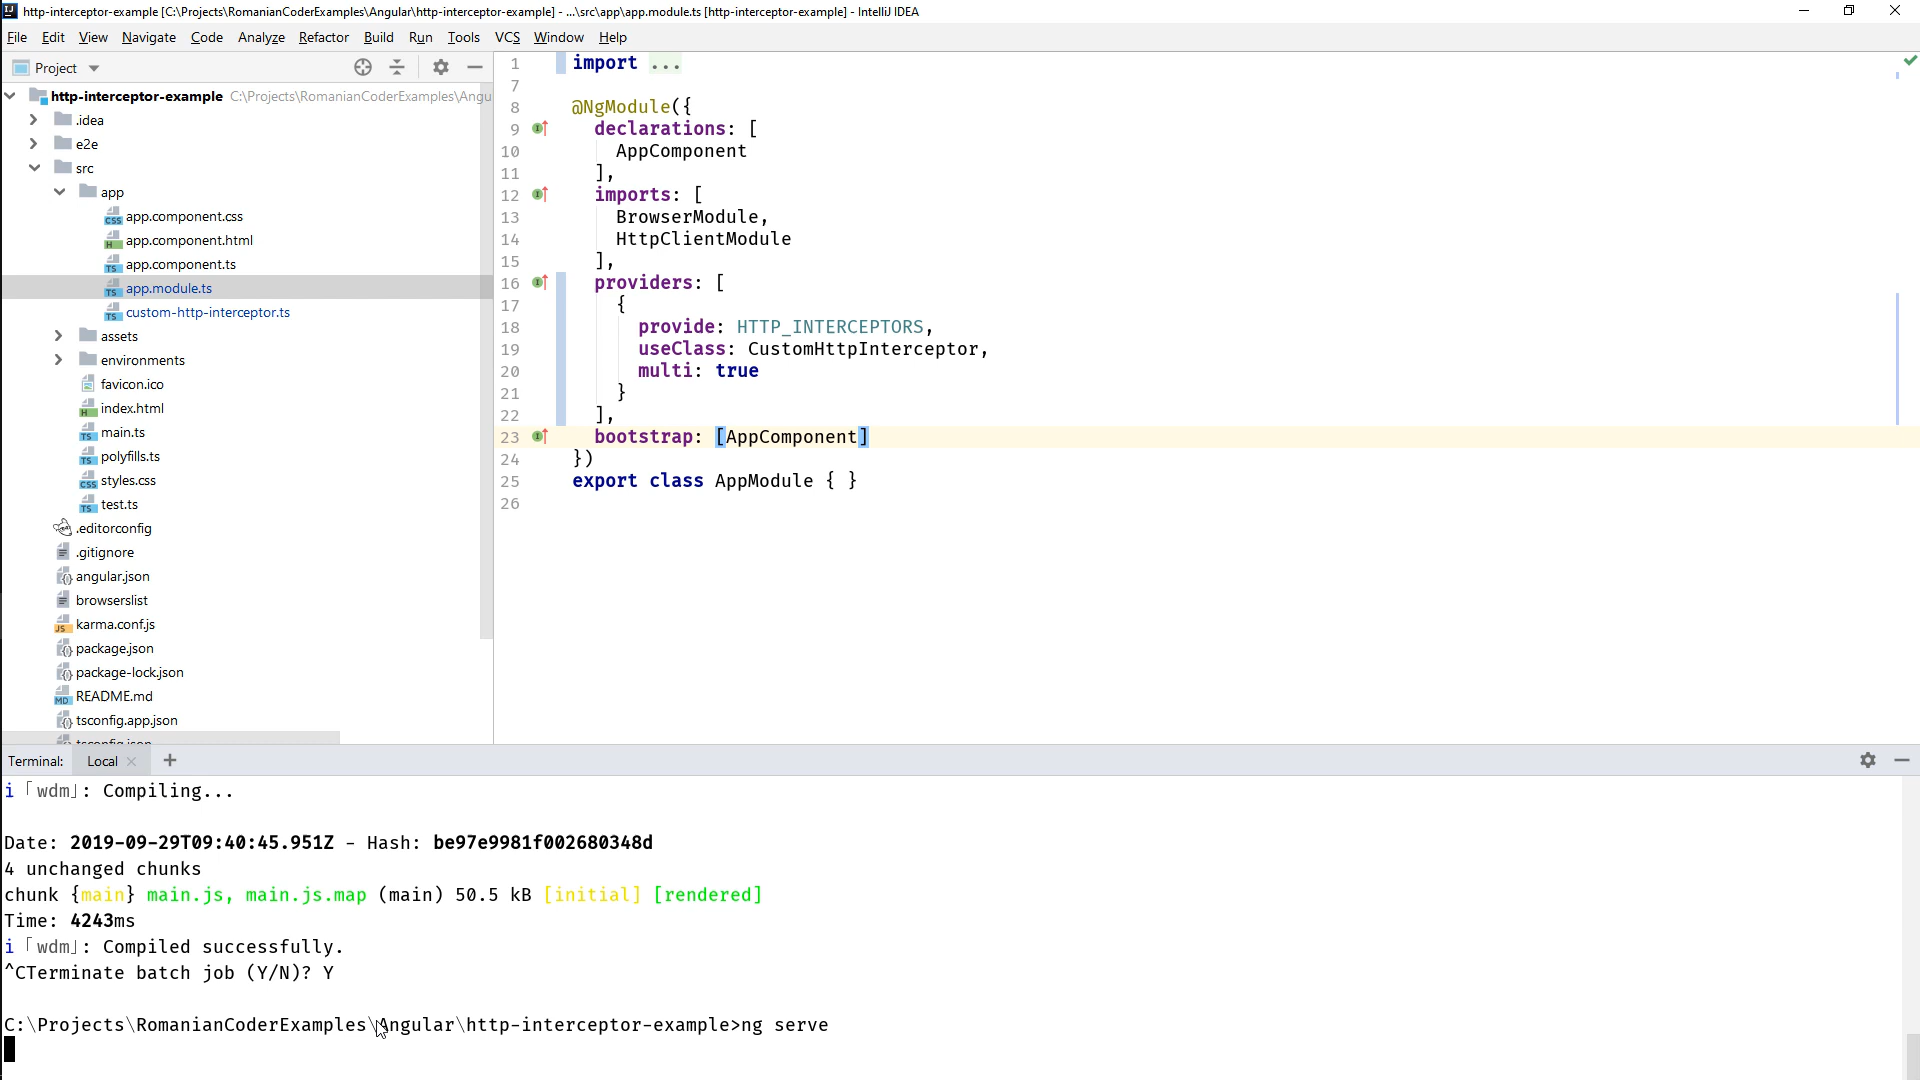 http-interceptor-example [C:\Projects\RomanianCoderExamples\Angular\http-interceptor-example] - ...\src\app\app.module.ts [http-interceptor-example] - IntelliJ IDEA
File Edit View Navigate Code Analyze Refactor Build Run Tools VCS Window Help
Project
http-interceptor-example C:\Projects\RomanianCoderExamples\Angu
.idea
e2e
src
app
app.component.css
app.component.html
app.component.ts
app.module.ts
custom-http-interceptor.ts
assets
environments
favicon.ico
index.html
main.ts
polyfills.ts
styles.css
test.ts
.editorconfig
.gitignore
angular.json
browserslist
karma.conf.js
package.json
package-lock.json
README.md
tsconfig.app.json
tsconfig.json
1 import ...
7
8 @NgModule({
9 declarations: [
10 AppComponent
11 ],
12 imports: [
13 BrowserModule,
14 HttpClientModule
15 ],
16 providers: [
17 {
18 provide: HTTP_INTERCEPTORS,
19 useClass: CustomHttpInterceptor,
20 multi: true
21 }
22 ],
23 bootstrap: [AppComponent]
24 })
25 export class AppModule { }
26
Terminal: Local
i ｢wdm｣: Compiling...
Date: 2019-09-29T09:40:45.951Z - Hash: be97e9981f002680348d
4 unchanged chunks
chunk {main} main.js, main.js.map (main) 50.5 kB [initial] [rendered]
Time: 4243ms
i ｢wdm｣: Compiled successfully.
^CTerminate batch job (Y/N)? Y
C:\Projects\RomanianCoderExamples\Angular\http-interceptor-example>ng serve